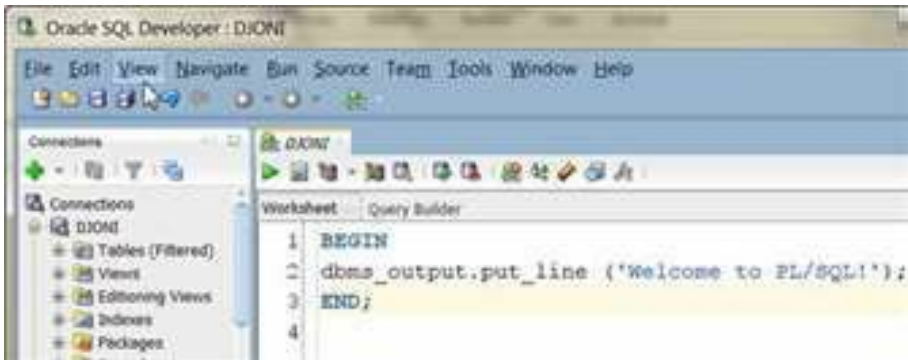 Oracle SQL Developer : DJONI
File Edit View Navigate Run Source Team Tools Window Help
Connections
DJONI
Worksheet Query Builder
Connections
DJONI
Tables (Filtered)
Views
Editioning Views
Indexes
Packages
1 BEGIN
2 dbms_output.put_line ('Welcome to PL/SQL!');
3 END;
4